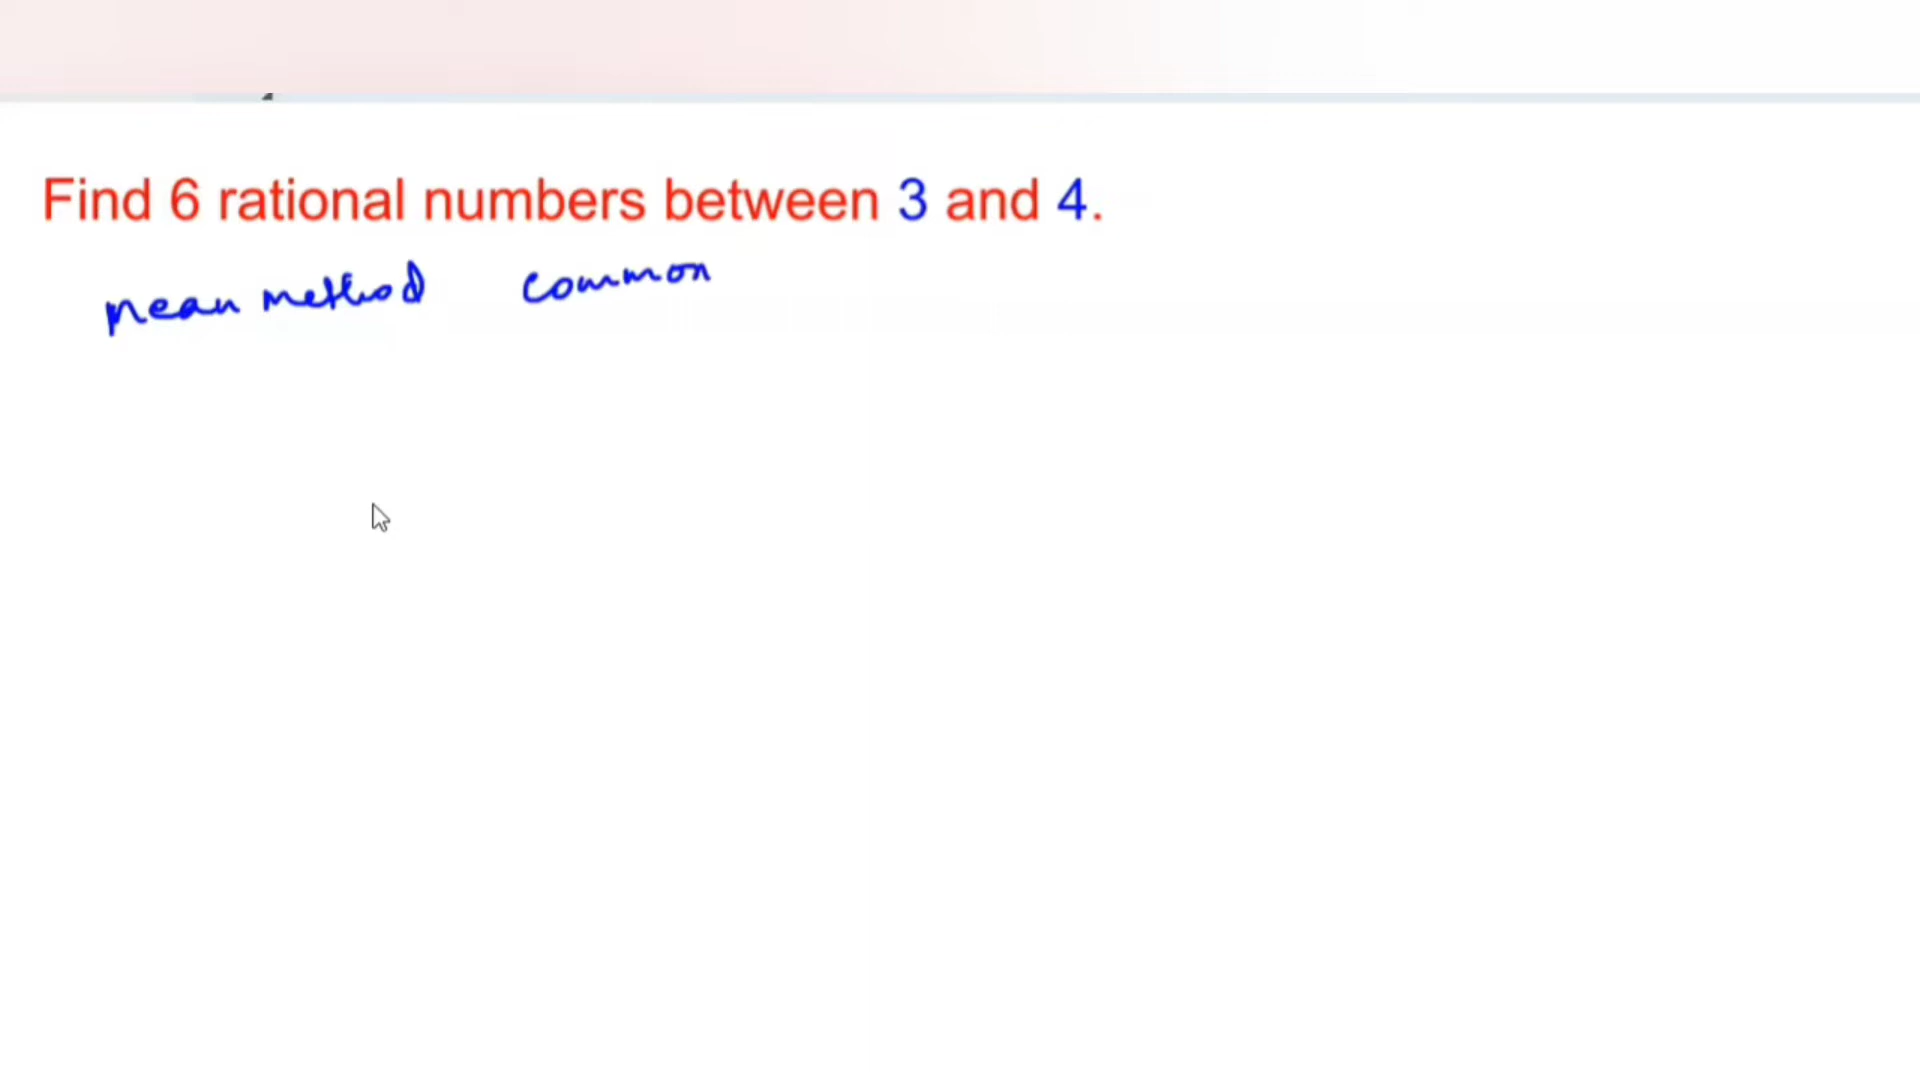 Find 6 rational numbers between 3 and 4.
mean method common